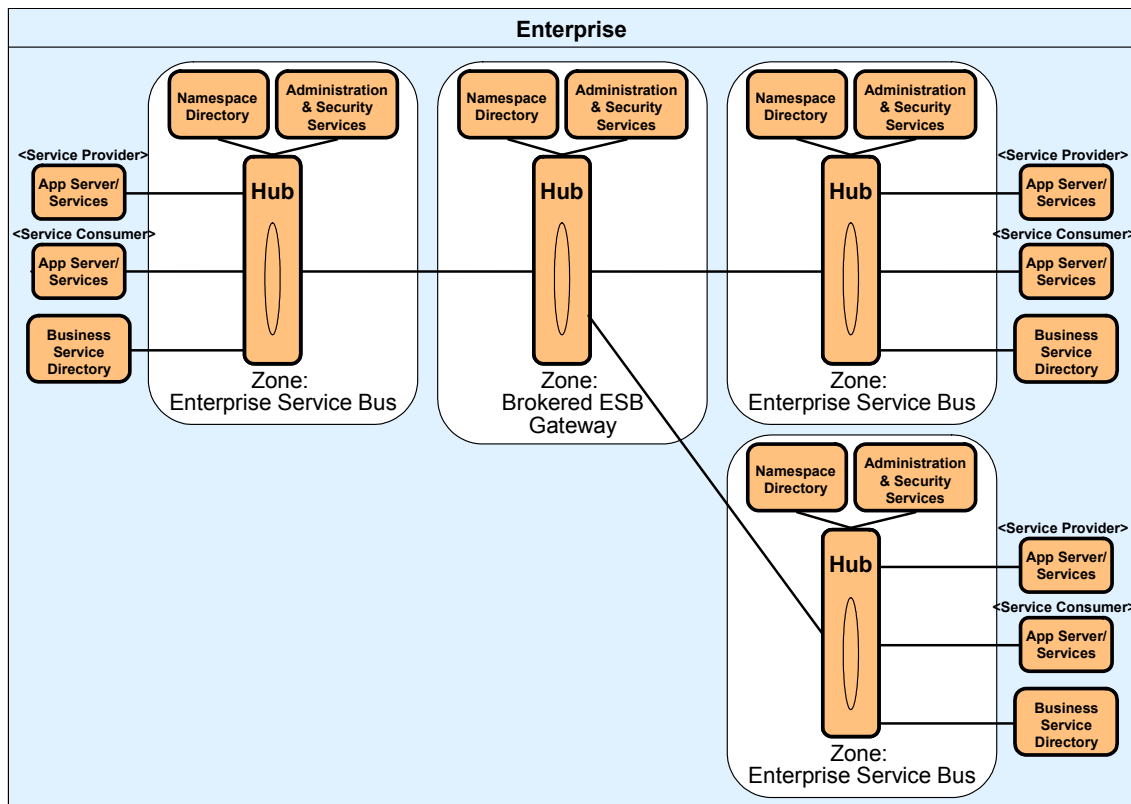 Enterprise
Namespace
Directory
Administration
& Security
Services
Namespace
Directory
Administration
& Security
Services
Namespace
Directory
Administration
& Security
Services
<Service Provider>
App Server/
Services
<Service Consumer>
App Server/
Services
Business
Service
Directory
Hub
Zone:
Enterprise Service Bus
Hub
Zone:
Brokered ESB
Gateway
Hub
Zone:
Enterprise Service Bus
<Service Provider>
App Server/
Services
<Service Consumer>
App Server/
Services
Business
Service
Directory
Namespace
Directory
Administration
& Security
Services
Hub
Zone:
Enterprise Service Bus
<Service Provider>
App Server/
Services
<Service Consumer>
App Server/
Services
Business
Service
Directory